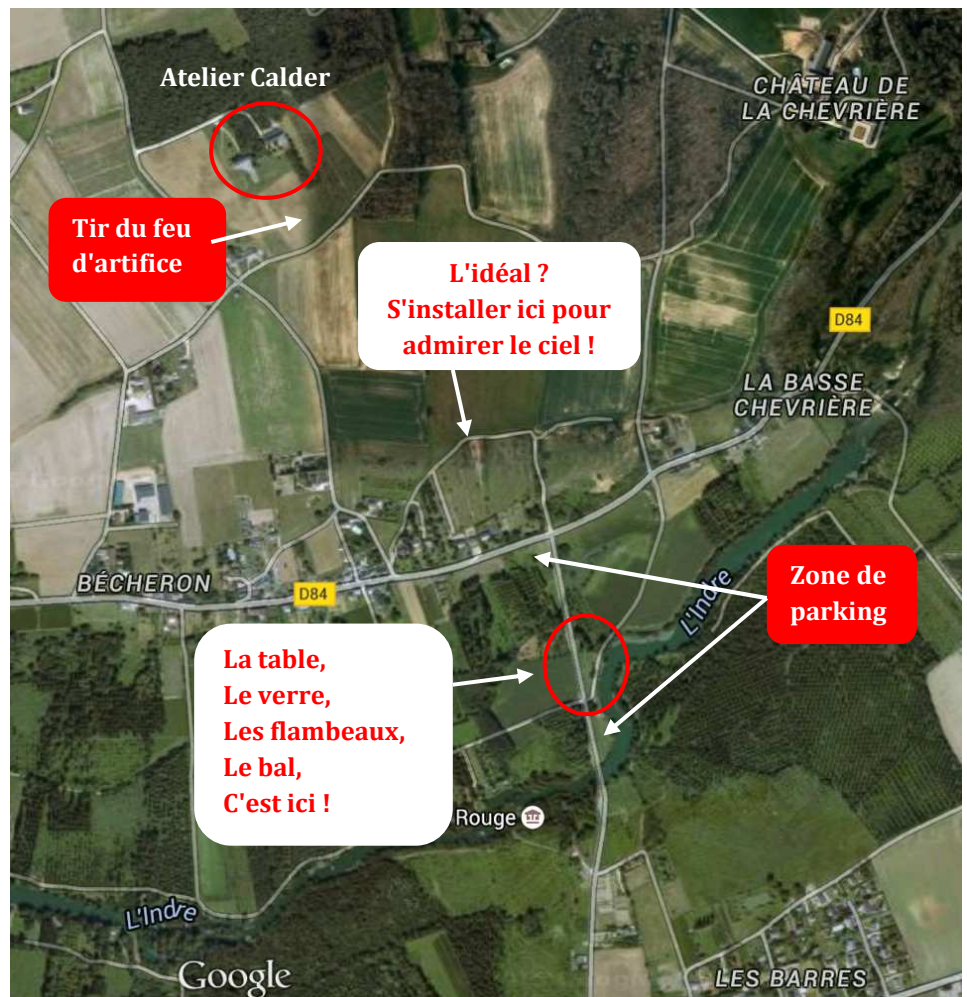 Atelier Calder
CHÂTEAU DE
LA CHEVRIÈRE
Tir du feu
d'artifice
L'idéal ?
S'installer ici pour
admirer le ciel !
D84
LA BASSE
CHEVRIÈRE
BÉCHERON
D84
L'Indre
Zone de
parking
La table,
Le verre,
Les flambeaux,
Le bal,
C'est ici !
Rouge
L'Indre
Google
LES BARRES